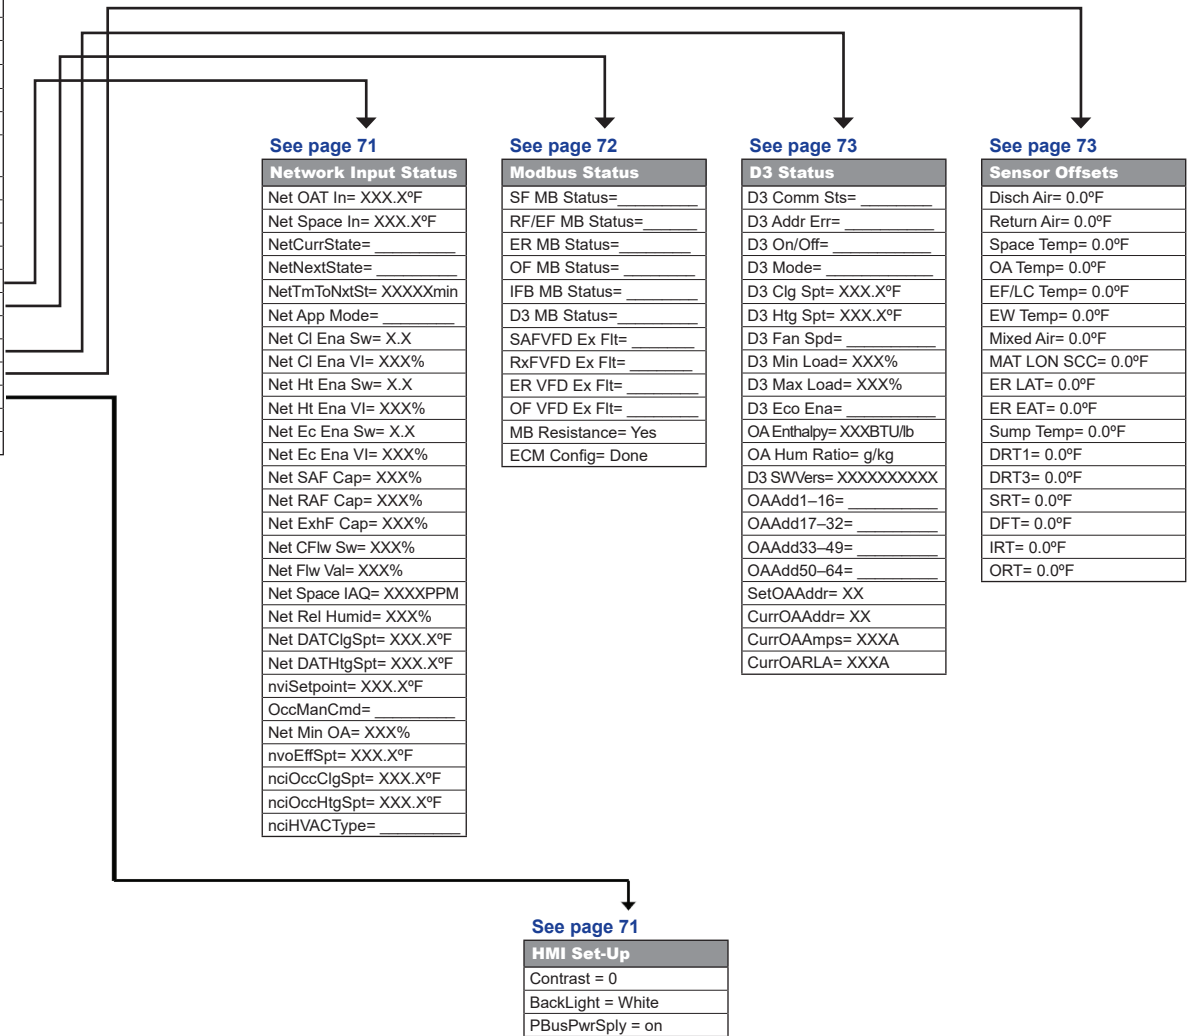 See page 71
Network Input Status
Net OAT In= XXX.XºF
Net Space In= XXX.XºF
NetCurrState= __________
NetNextState= __________
NetTmToNxtSt= XXXXXmin
Net App Mode= _________
Net Cl Ena Sw= X.X
Net Cl Ena Vl= XXX%
Net Ht Ena Sw= X.X
Net Ht Ena Vl= XXX%
Net Ec Ena Sw= X.X
Net Ec Ena Vl= XXX%
Net SAF Cap= XXX%
Net RAF Cap= XXX%
Net ExhF Cap= XXX%
Net CFlw Sw= XXX%
Net Flw Val= XXX%
Net Space IAQ= XXXXPPM
Net Rel Humid= XXX%
Net DATClgSpt= XXX.XºF
Net DATHtgSpt= XXX.XºF
nviSetpoint= XXX.XºF
OccManCmd= __________
Net Min OA= XXX%
nvoEffSpt= XXX.XºF
nciOccClgSpt= XXX.XºF
nciOccHtgSpt= XXX.XºF
nciHVACType= __________
See page 72
Modbus Status
SF MB Status=__________
RF/EF MB Status=_______
ER MB Status=__________
OF MB Status= _________
IFB MB Status= _________
D3 MB Status=__________
SAFVFD Ex Flt= ________
RxFVFD Ex Flt= ________
ER VFD Ex Flt= _________
OF VFD Ex Flt= _________
MB Resistance= Yes
ECM Config= Done
See page 73
D3 Status
D3 Comm Sts= ________
D3 Addr Err= ___________
D3 On/Off= ____________
D3 Mode= _____________
D3 Clg Spt= XXX.XºF
D3 Htg Spt= XXX.XºF
D3 Fan Spd= ___________
D3 Min Load= XXX%
D3 Max Load= XXX%
D3 Eco Ena= ___________
OA Enthalpy= XXXBTU/lb
OA Hum Ratio= g/kg
D3 SWVers= XXXXXXXXXX
OAAdd1–16= __________
OAAdd17–32= _________
OAAdd33–49= _________
OAAdd50–64= _________
SetOAAddr= XX
CurrOAAddr= XX
CurrOAAmps= XXXA
CurrOARLA= XXXA
See page 73
Sensor Offsets
Disch Air= 0.0ºF
Return Air= 0.0ºF
Space Temp= 0.0ºF
OA Temp= 0.0ºF
EF/LC Temp= 0.0ºF
EW Temp= 0.0ºF
Mixed Air= 0.0ºF
MAT LON SCC= 0.0ºF
ER LAT= 0.0ºF
ER EAT= 0.0ºF
Sump Temp= 0.0ºF
DRT1= 0.0ºF
DRT3= 0.0ºF
SRT= 0.0ºF
DFT= 0.0ºF
IRT= 0.0ºF
ORT= 0.0ºF
See page 71
HMI Set-Up
Contrast = 0
BackLight = White
PBusPwrSply = on